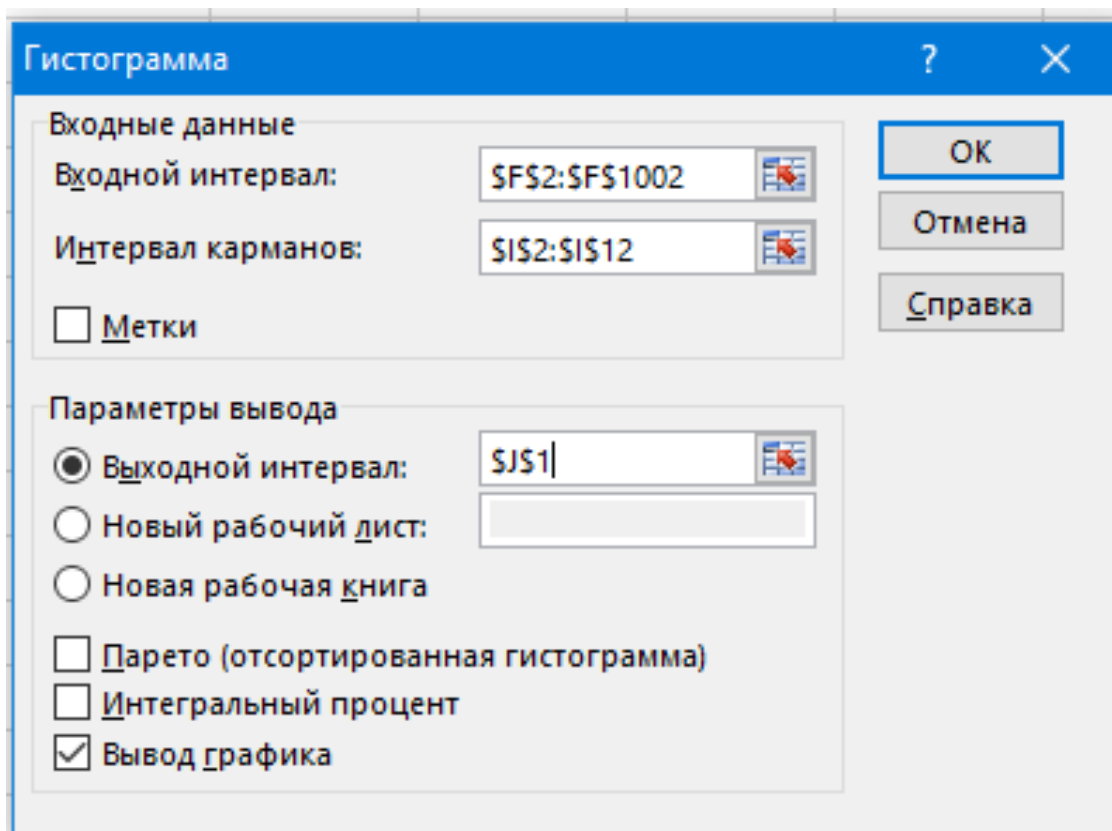 Гистограмма
Входные данные
Входной интервал: $F$2:$F$1002
Интервал карманов: $I$2:$I$12
Метки
Параметры вывода
Выходной интервал: $J$1
Новый рабочий лист:
Новая рабочая книга
Парето (отсортированная гистограмма)
Интегральный процент
Вывод графика
?
OK
Отмена
Справка